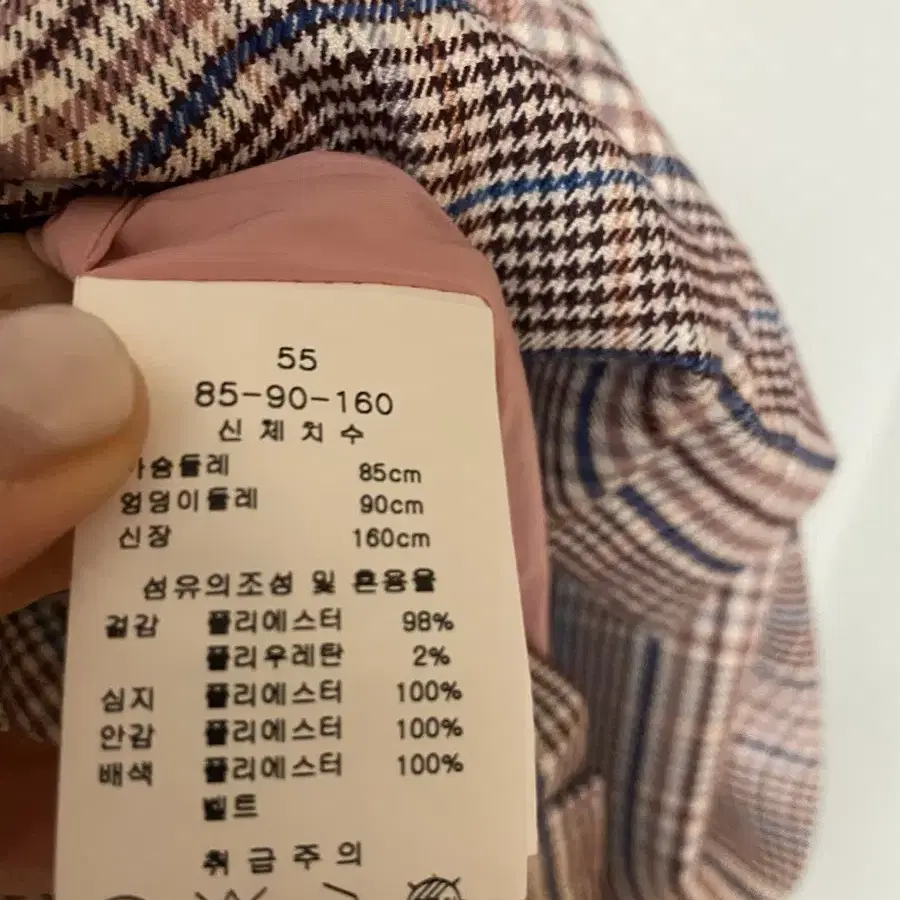 55
85-90-160
신체치수
가슴둘레 85cm
엉덩이둘레 90cm
신장 160cm
섬유의조성 및 혼용율
겉감 폴리에스터 98%
폴리우레탄 2%
심지 폴리에스터 100%
안감 폴리에스터 100%
배색 폴리에스터 100%
벨트
취급주의